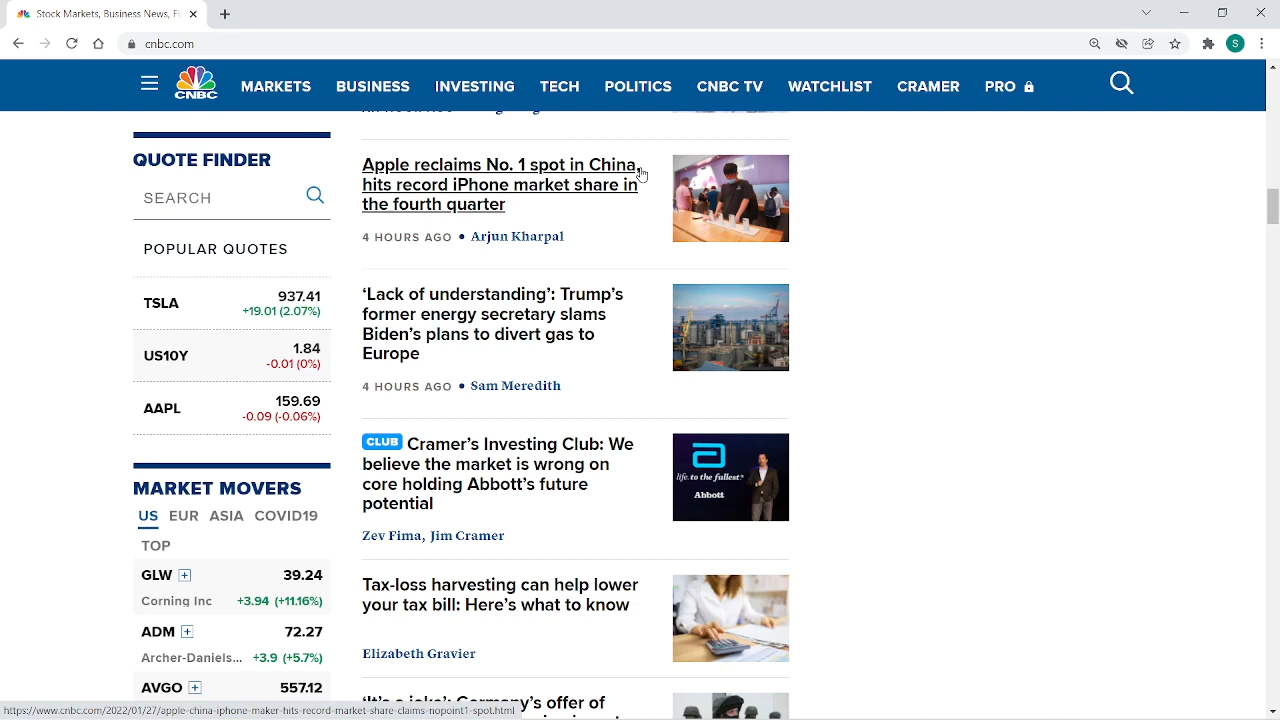 Stock Markets, Business News, Fi
cnbc.com
S
CNBC
MARKETS BUSINESS INVESTING TECH POLITICS CNBC TV WATCHLIST CRAMER PRO
QUOTE FINDER
SEARCH
POPULAR QUOTES
TSLA 937.41
+19.01 (2.07%)
US10Y 1.84
-0.01 (0%)
AAPL 159.69
-0.09 (-0.06%)
MARKET MOVERS
US EUR ASIA COVID19
TOP
GLW 39.24
Corning Inc +3.94 (+11.16%)
ADM 72.27
Archer-Daniels... +3.9 (+5.7%)
AVGO 557.12
Apple reclaims No. 1 spot in China,
hits record iPhone market share in
the fourth quarter
4 HOURS AGO • Arjun Kharpal
‘Lack of understanding’: Trump’s
former energy secretary slams
Biden’s plans to divert gas to
Europe
4 HOURS AGO • Sam Meredith
CLUB Cramer’s Investing Club: We
believe the market is wrong on
core holding Abbott’s future
potential
Zev Fima, Jim Cramer
life. to the fullest.
Abbott
Tax-loss harvesting can help lower
your tax bill: Here’s what to know
Elizabeth Gravier
‘It’s a joke’: Germany’s offer of
https://www.cnbc.com/2022/01/27/apple-china-iphone-maker-hits-record-market-share-claims-nopoint1-spot.html